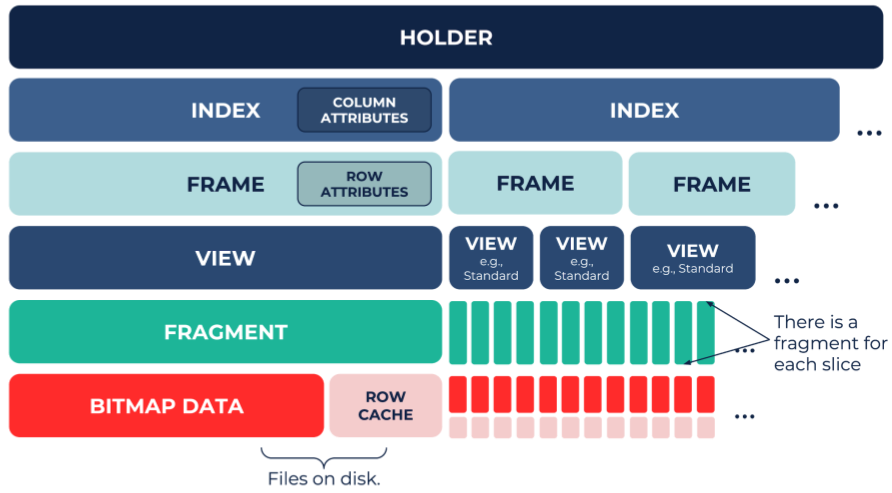 HOLDER
INDEX
COLUMN
ATTRIBUTES
INDEX
...
FRAME
ROW
ATTRIBUTES
FRAME
FRAME
...
VIEW
VIEW
e.g.,
Standard
VIEW
e.g.,
Standard
VIEW
e.g., Standard
...
FRAGMENT
...
There is a
fragment for
each slice
BITMAP DATA
ROW
CACHE
...
Files on disk.